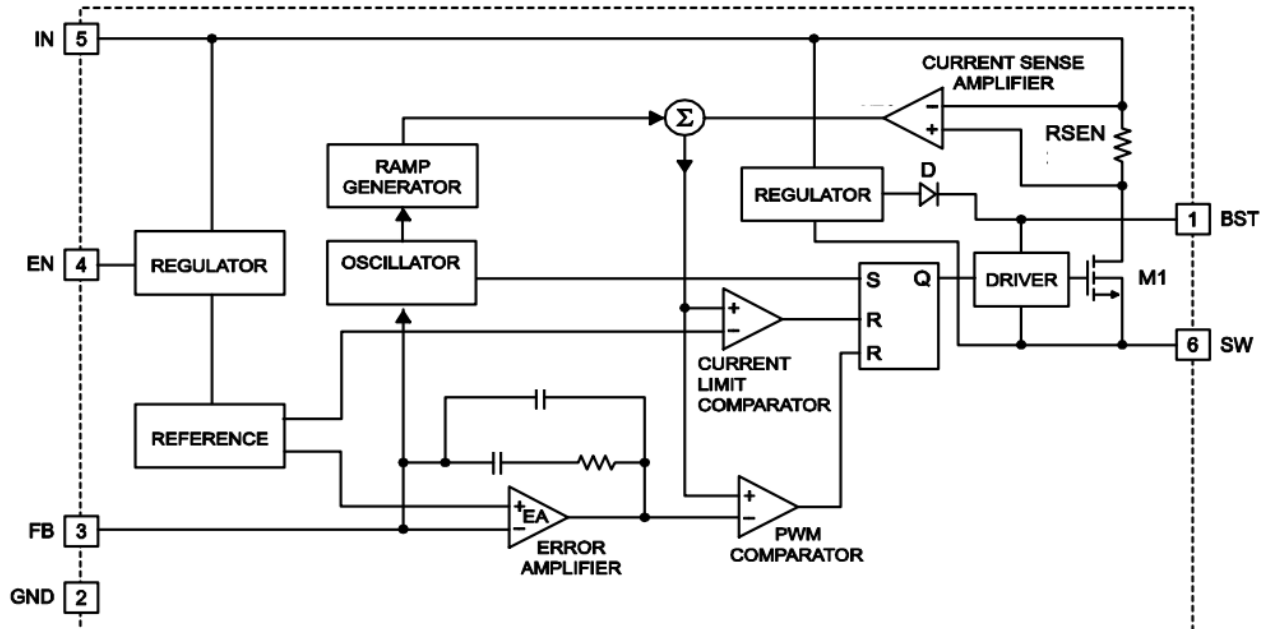 IN 5
CURRENT SENSE
AMPLIFIER
Σ
−
+
RSEN
RAMP
GENERATOR
REGULATOR
D
1 BST
EN 4
REGULATOR
OSCILLATOR
S Q
DRIVER
M1
+
−
R
R
6 SW
CURRENT
LIMIT
COMPARATOR
REFERENCE
+
EA
−
+
−
FB 3
ERROR
AMPLIFIER
PWM
COMPARATOR
GND 2